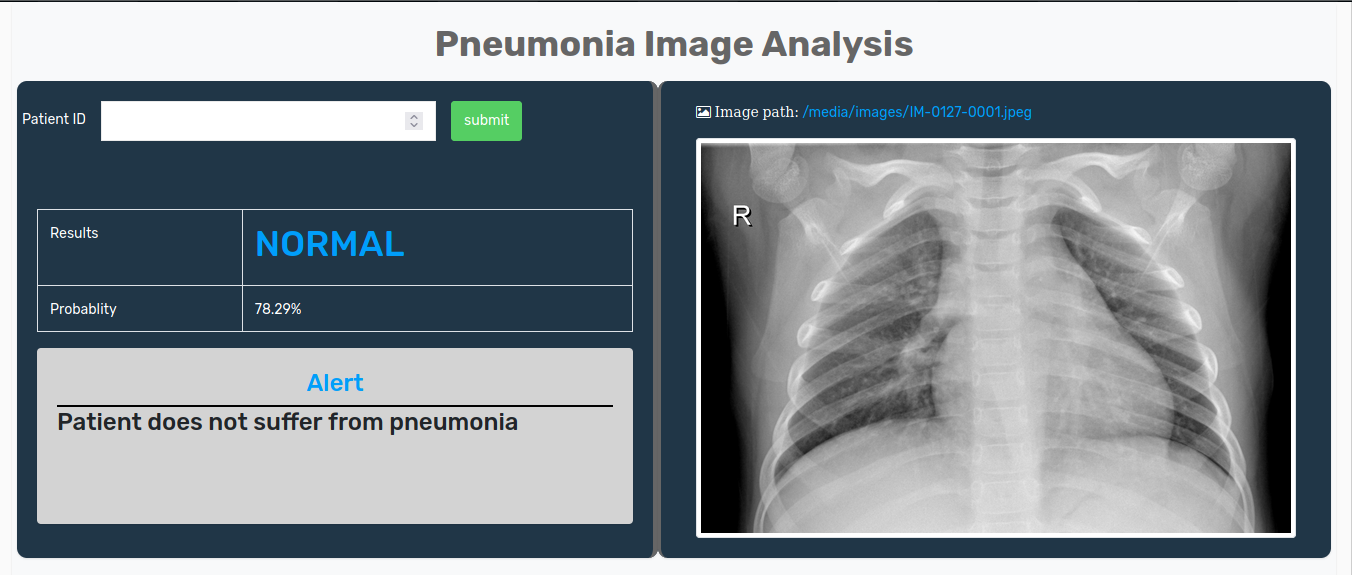 Pneumonia Image Analysis
Patient ID
submit
Results
NORMAL
Probablity
78.29%
Alert
Patient does not suffer from pneumonia
Image path: /media/images/IM-0127-0001.jpeg
R